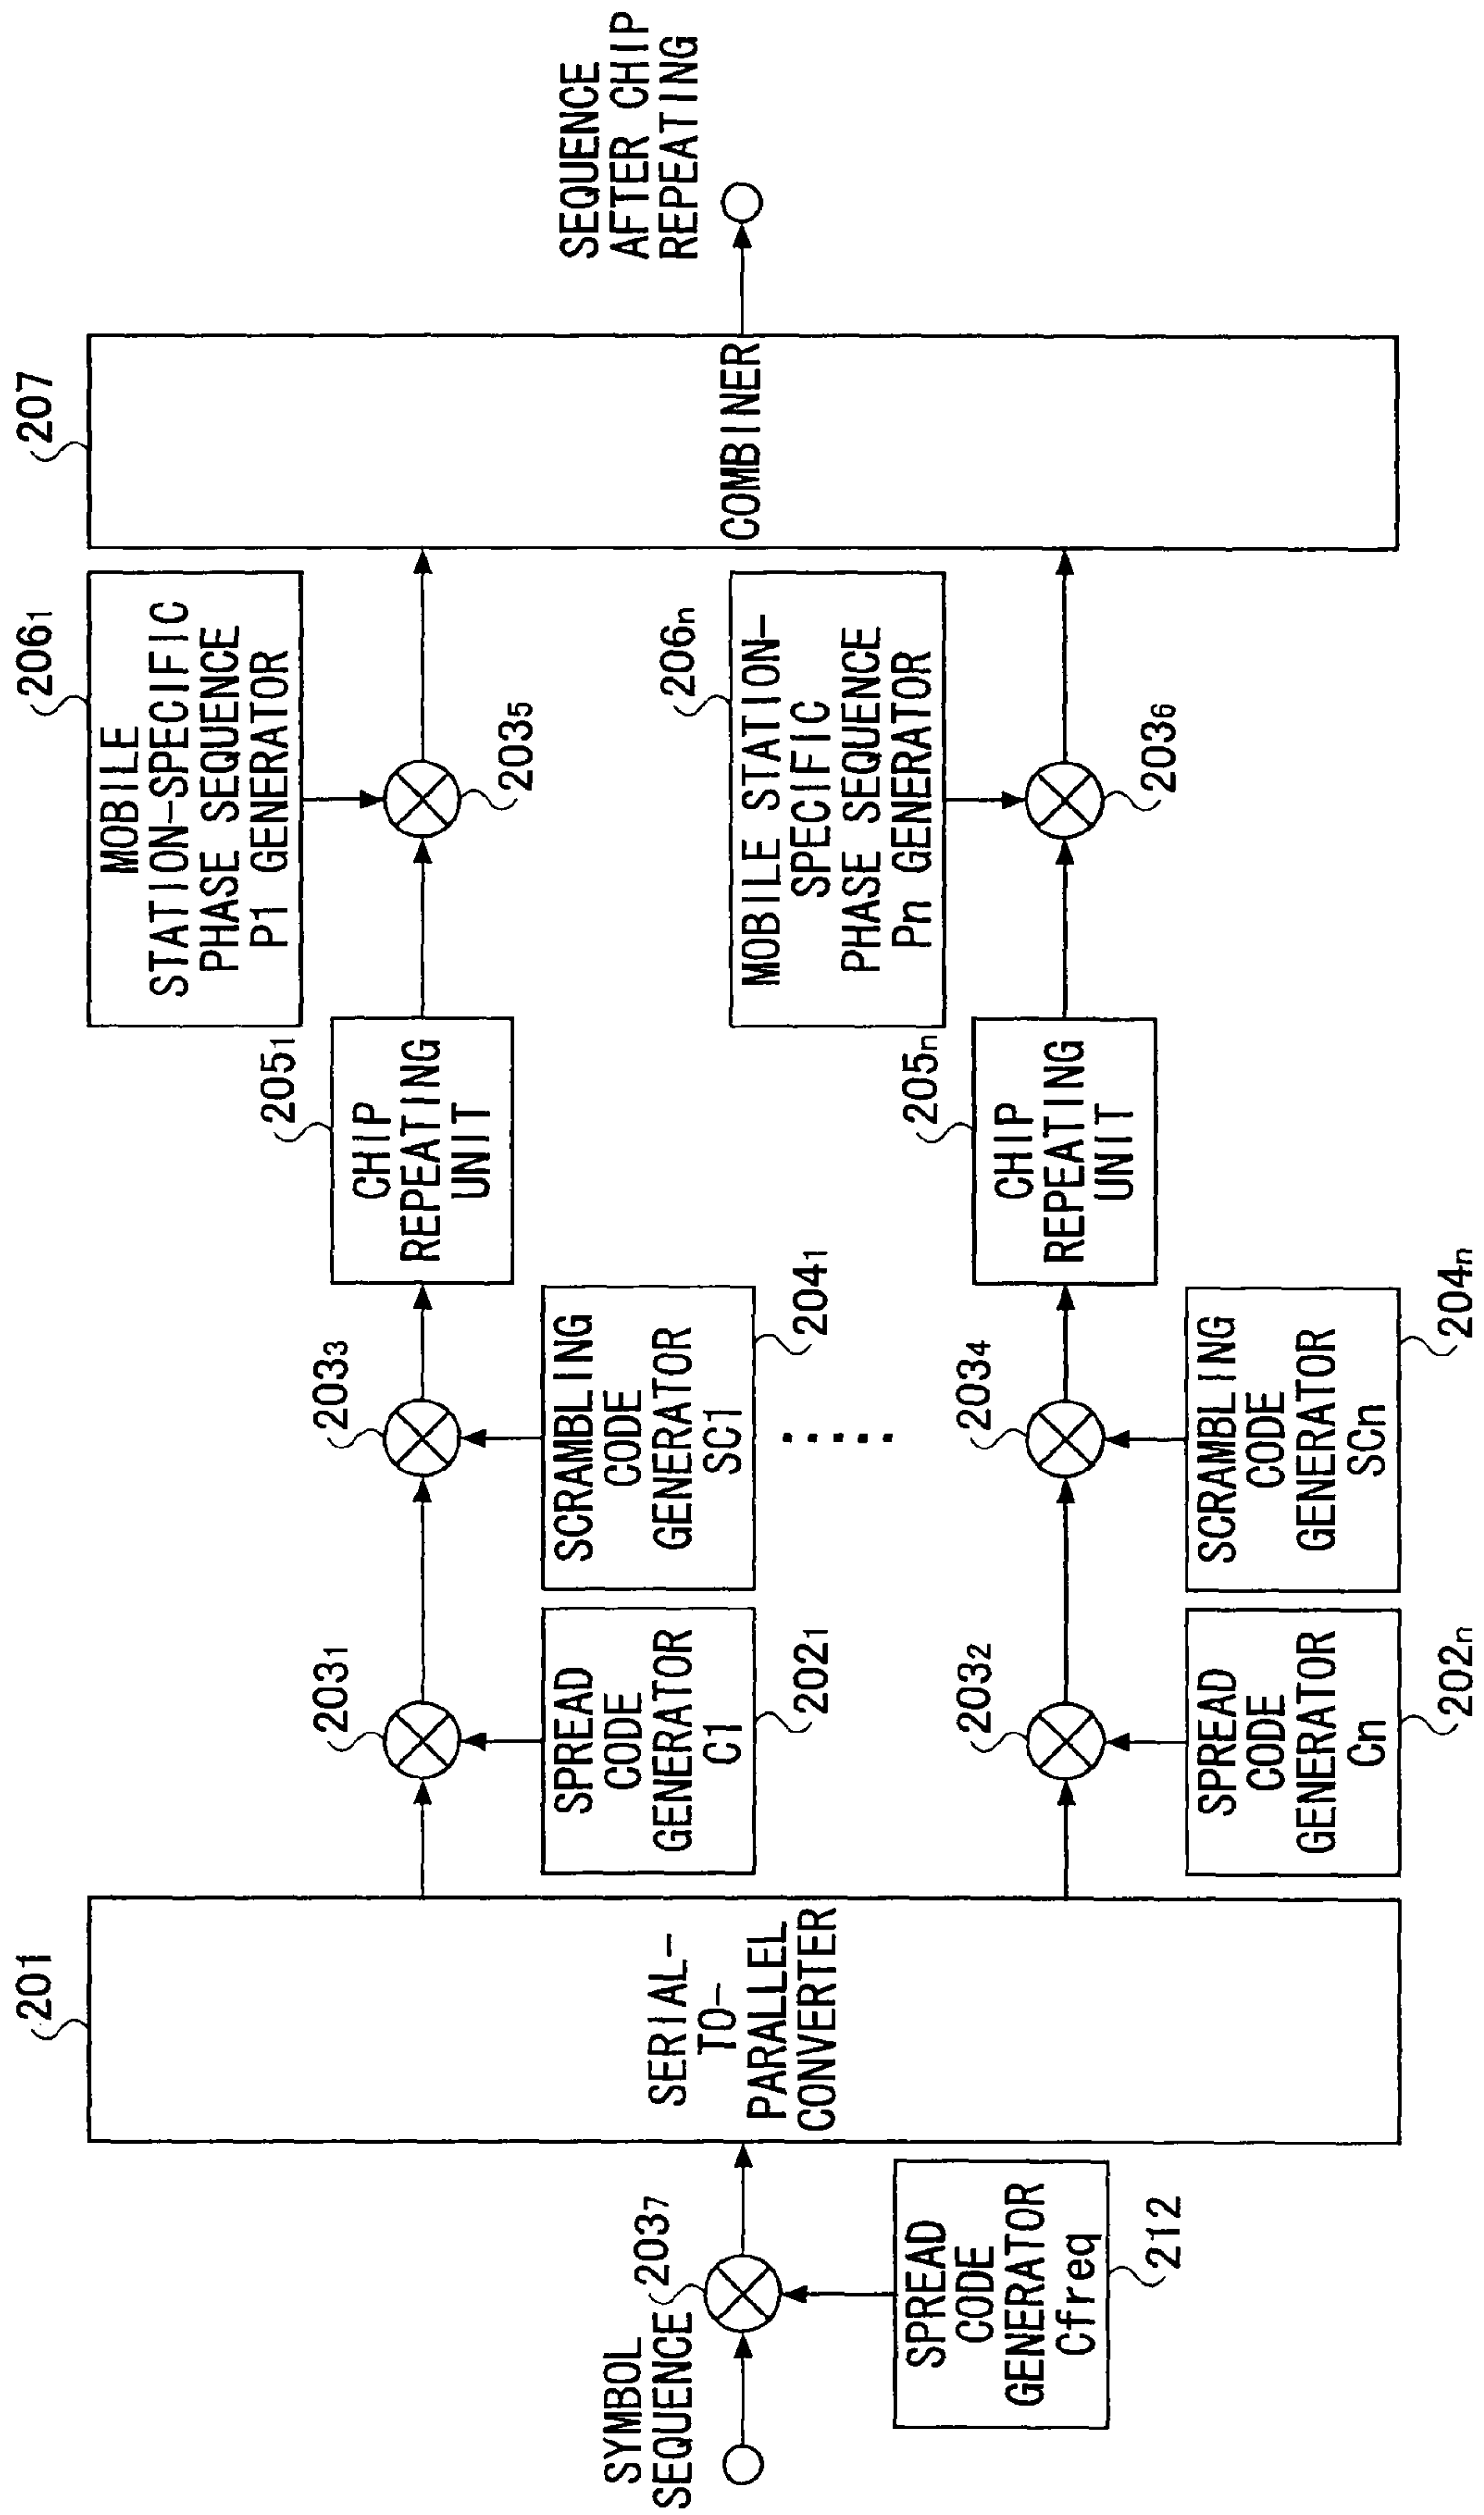 SYMBOL
SEQUENCE
203₇
SPREAD
CODE
GENERATOR
Cfreq
212
201
SERIAL-
TO-
PARALLEL
CONVERTER
203₁
SPREAD
CODE
GENERATOR
C1
202₁
203₃
SCRAMBLING
CODE
GENERATOR
SC1
204₁
205₁
CHIP
REPEATING
UNIT
206₁
MOBILE
STATION-SPECIFIC
PHASE SEQUENCE
P1 GENERATOR
203₅
203₂
SPREAD
CODE
GENERATOR
Cn
202ₙ
203₄
SCRAMBLING
CODE
GENERATOR
SCn
204ₙ
205ₙ
CHIP
REPEATING
UNIT
206ₙ
MOBILE STATION-
SPECIFIC
PHASE SEQUENCE
Pn GENERATOR
203₆
207
COMBINER
SEQUENCE
AFTER CHIP
REPEATING